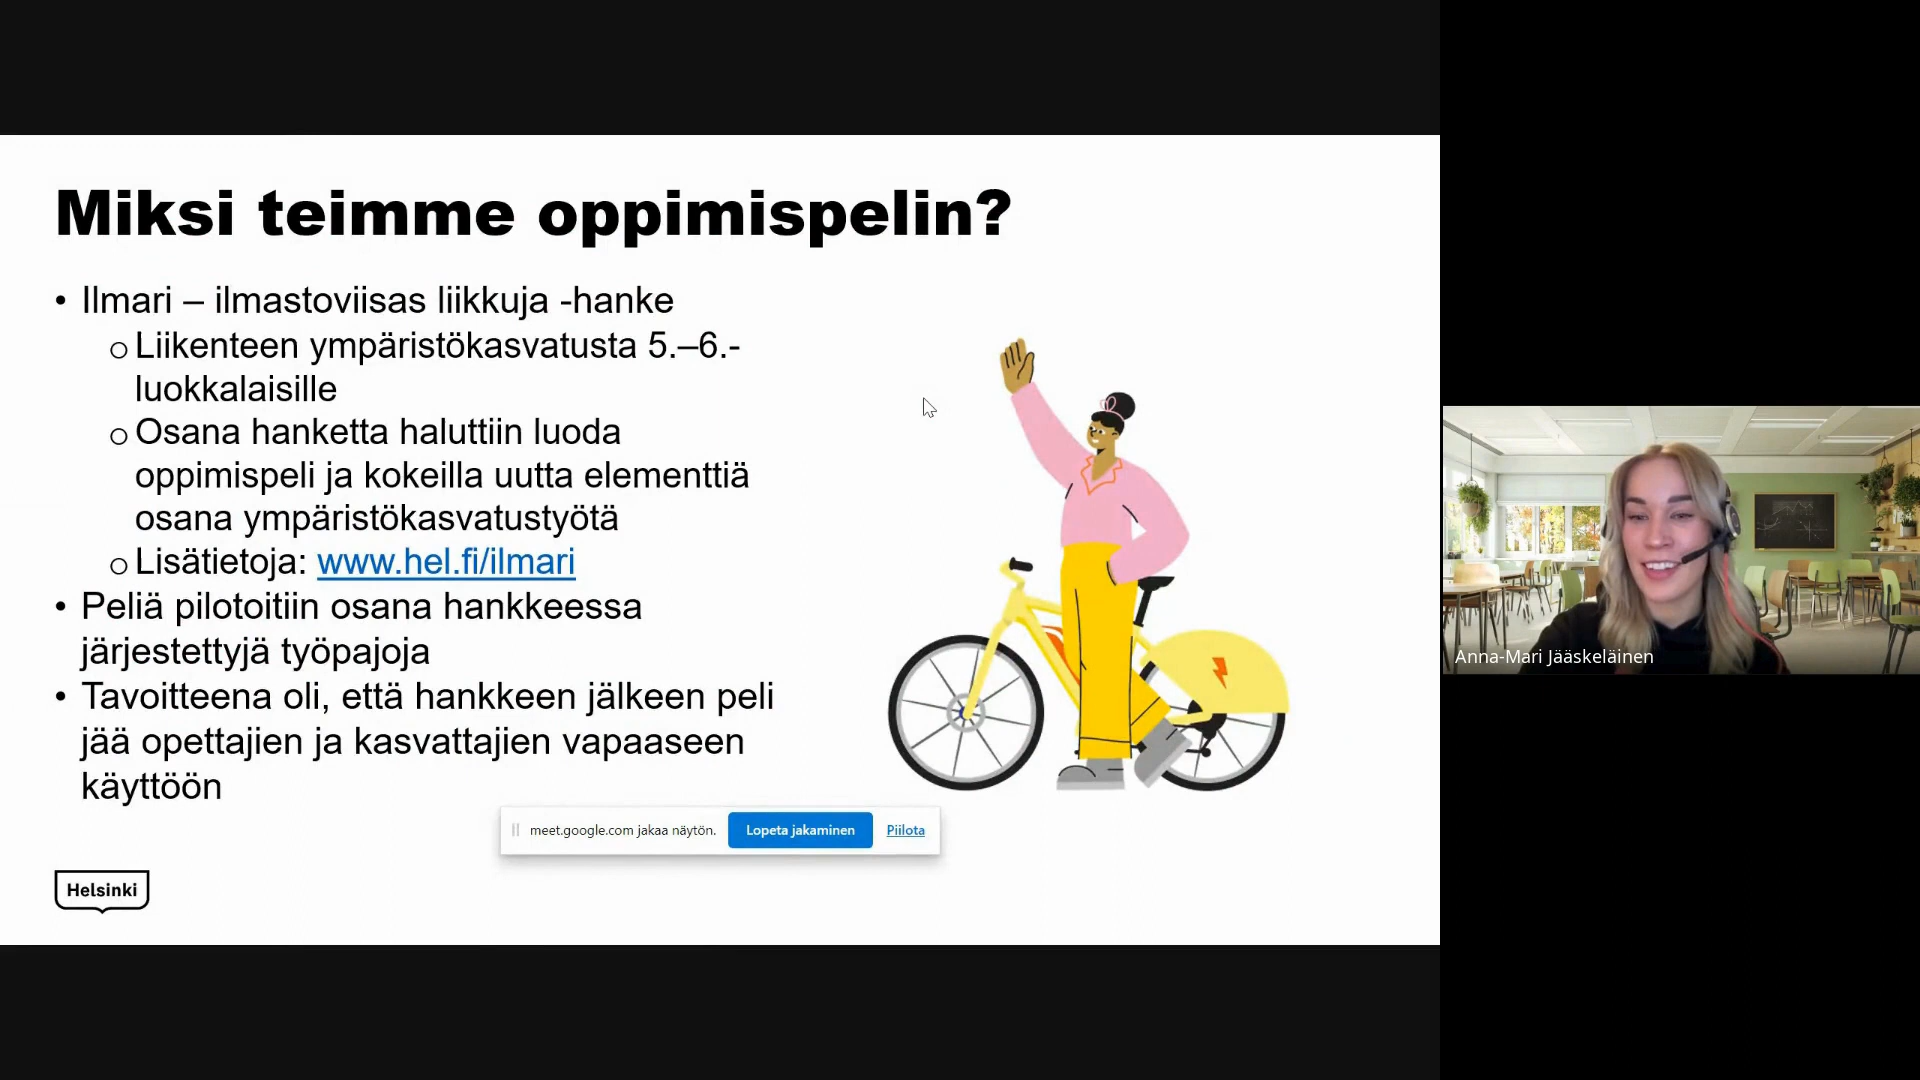 Miksi teimme oppimispelin?
• Ilmari – ilmastoviisas liikkuja -hanke
o Liikenteen ympäristökasvatusta 5.–6.-
luokkalaisille
o Osana hanketta haluttiin luoda
oppimispeli ja kokeilla uutta elementtiä
osana ympäristökasvatustyötä
o Lisätietoja: www.hel.fi/ilmari
• Peliä pilotoitiin osana hankkeessa
järjestettyjä työpajoja
• Tavoitteena oli, että hankkeen jälkeen peli
jää opettajien ja kasvattajien vapaaseen
käyttöön
meet.google.com jakaa näytön. Lopeta jakaminen Piilota
Helsinki
Anna-Mari Jääskeläinen